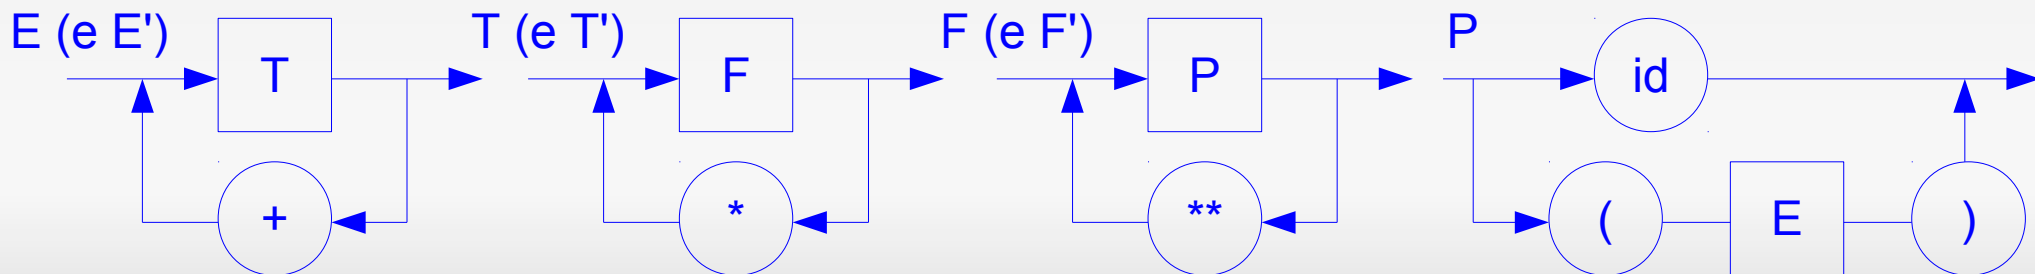 E (e E') T (e T') F (e F') P
T F P id
+ * ** ( E )